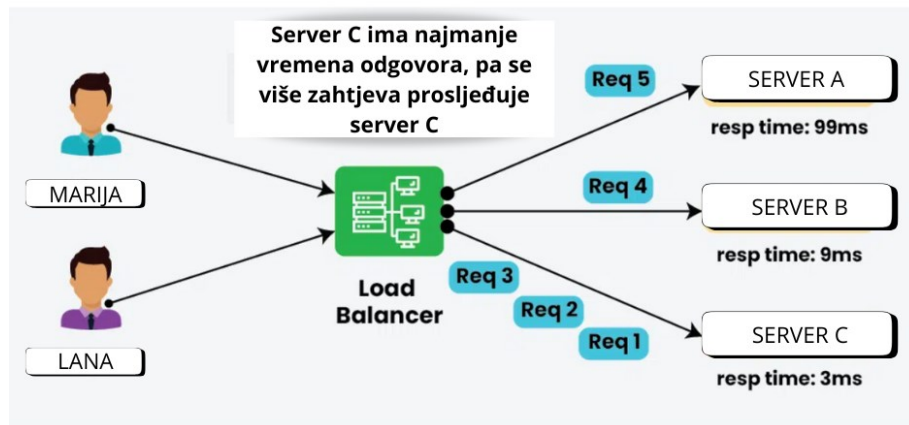 Server C ima najmanje
vremena odgovora, pa se
više zahtjeva prosljeđuje
server C
MARIJA
LANA
Load
Balancer
Req 5
Req 4
Req 3
Req 2
Req 1
SERVER A
resp time: 99ms
SERVER B
resp time: 9ms
SERVER C
resp time: 3ms